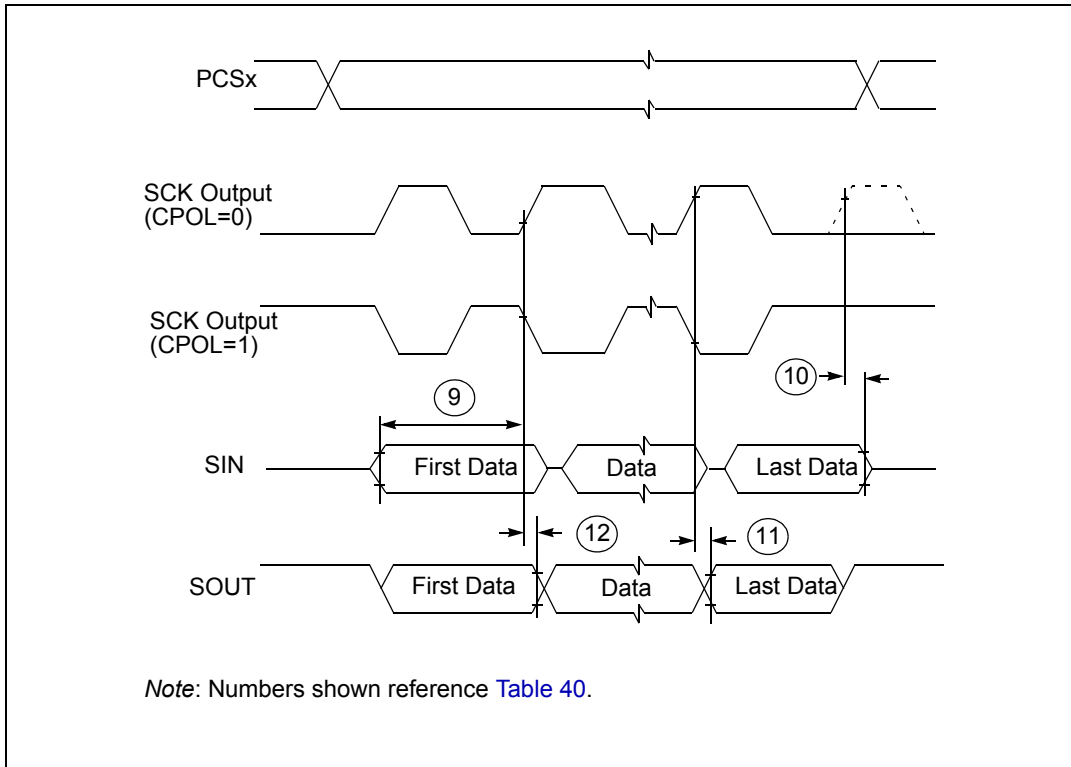 PCSx
SCK Output
(CPOL=0)
SCK Output
(CPOL=1)
10
9
SIN
First Data
Data
Last Data
12
11
SOUT
First Data
Data
Last Data
Note: Numbers shown reference Table 40.